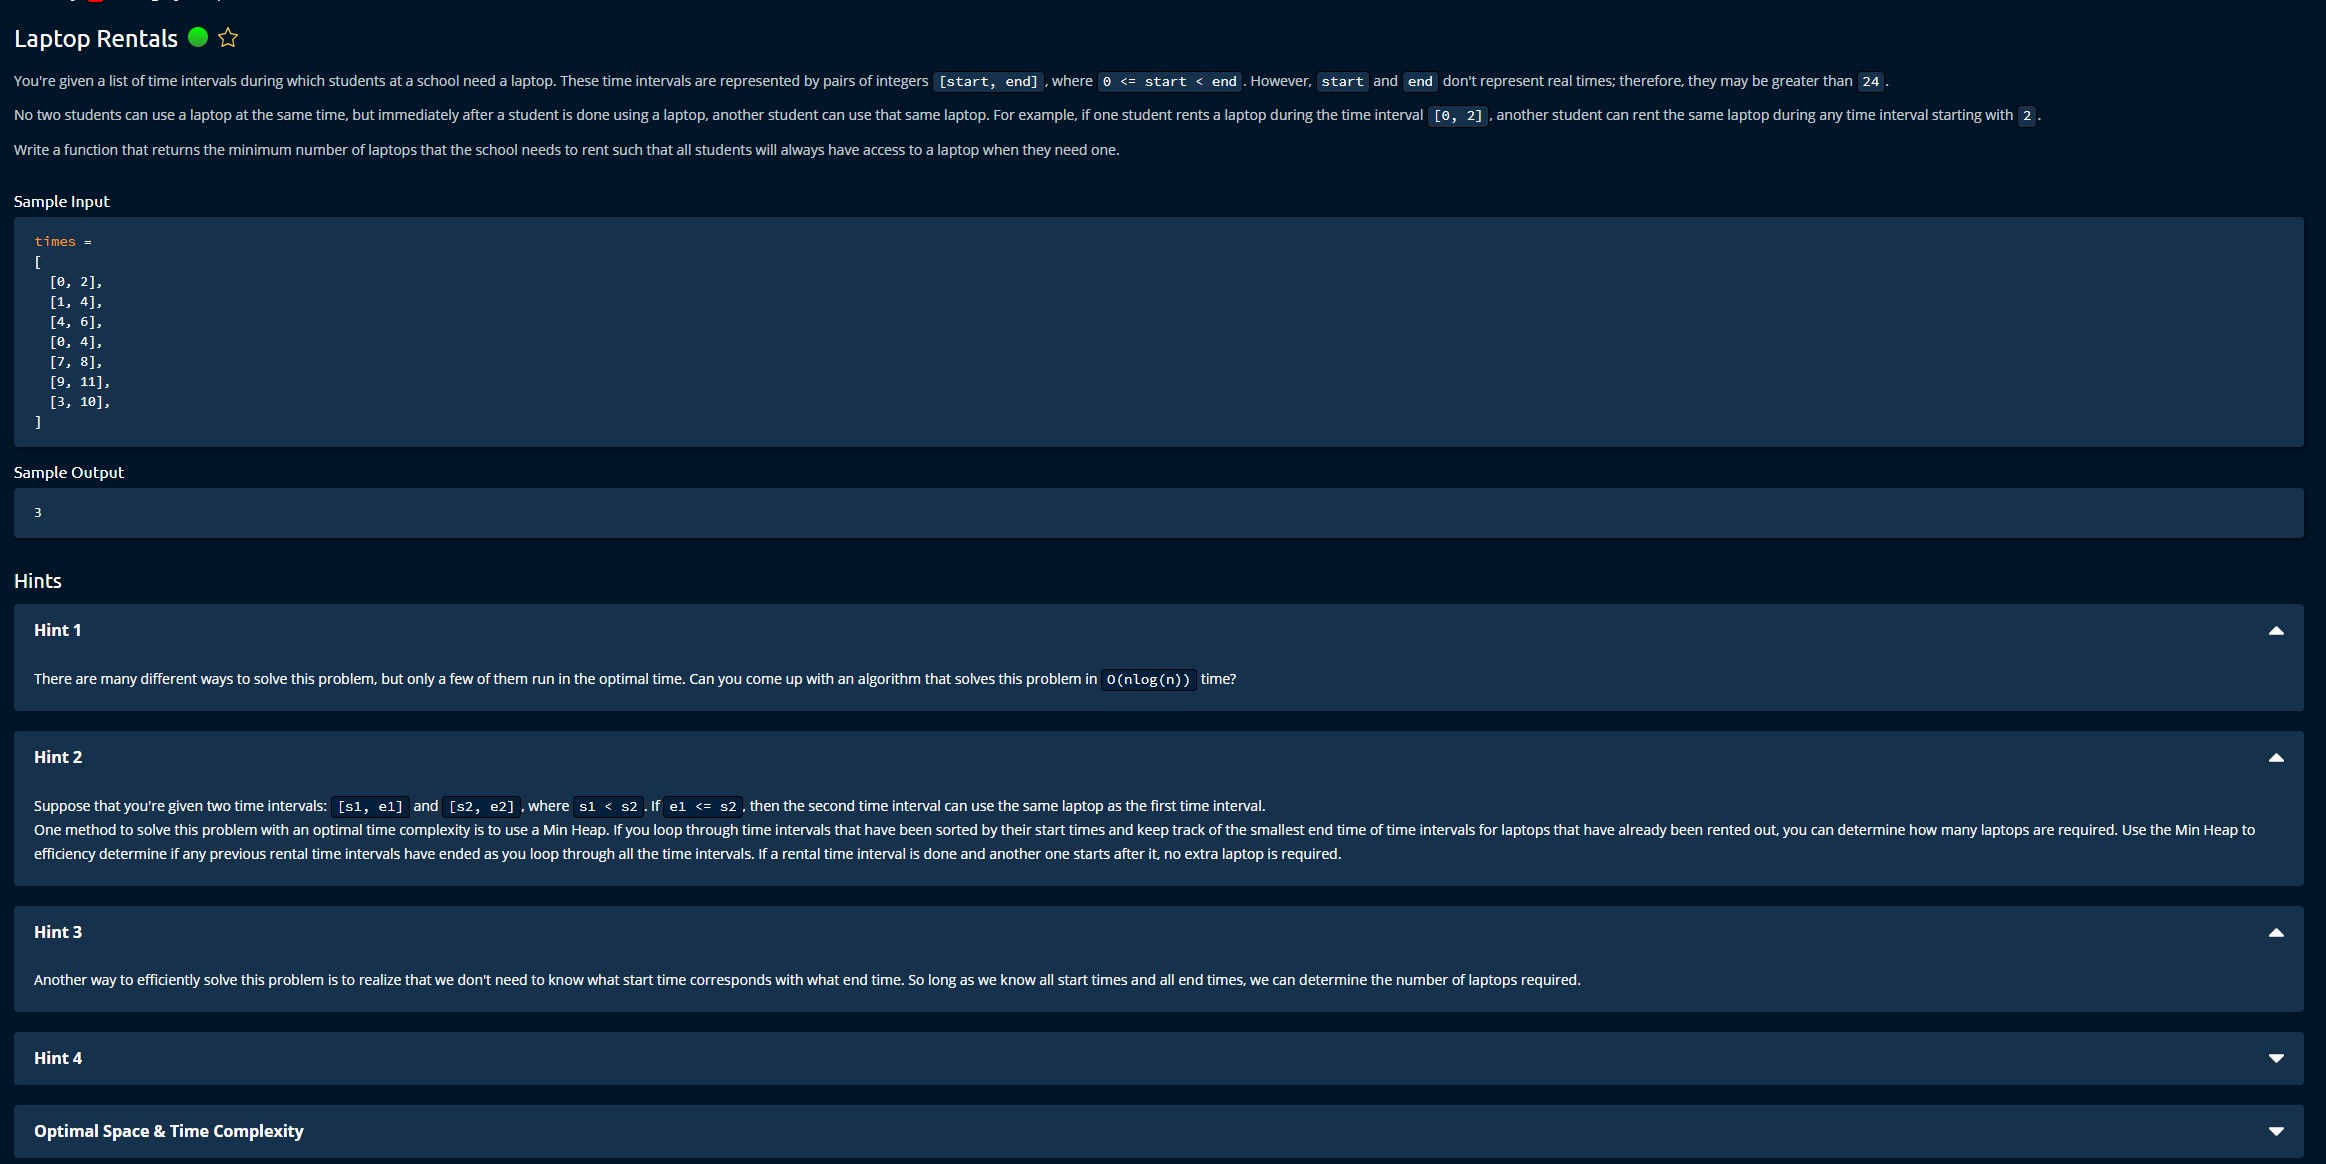 Laptop Rentals
You're given a list of time intervals during which students at a school need a laptop. These time intervals are represented by pairs of integers [start, end], where 0 <= start < end. However, start and end don't represent real times; therefore, they may be greater than 24.
No two students can use a laptop at the same time, but immediately after a student is done using a laptop, another student can use that same laptop. For example, if one student rents a laptop during the time interval [0, 2], another student can rent the same laptop during any time interval starting with 2.
Write a function that returns the minimum number of laptops that the school needs to rent such that all students will always have access to a laptop when they need one.
Sample Input
times =
[
[0, 2],
[1, 4],
[4, 6],
[0, 4],
[7, 8],
[9, 11],
[3, 10],
]
Sample Output
3
Hints
Hint 1
There are many different ways to solve this problem, but only a few of them run in the optimal time. Can you come up with an algorithm that solves this problem in O(nlog(n)) time?
Hint 2
Suppose that you're given two time intervals: [s1, e1] and [s2, e2], where s1 < s2. If e1 <= s2, then the second time interval can use the same laptop as the first time interval.
One method to solve this problem with an optimal time complexity is to use a Min Heap. If you loop through time intervals that have been sorted by their start times and keep track of the smallest end time of time intervals for laptops that have already been rented out, you can determine how many laptops are required. Use the Min Heap to
efficiency determine if any previous rental time intervals have ended as you loop through all the time intervals. If a rental time interval is done and another one starts after it, no extra laptop is required.
Hint 3
Another way to efficiently solve this problem is to realize that we don't need to know what start time corresponds with what end time. So long as we know all start times and all end times, we can determine the number of laptops required.
Hint 4
Optimal Space & Time Complexity